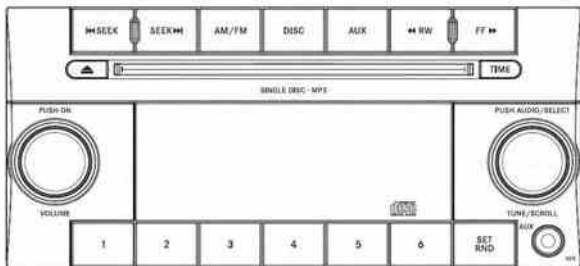 ⏮ SEEK SEEK ⏭ AM/FM DISC AUX ◀◀ RW FF ▶▶
TIME
SINGLE DISC · MP3
PUSH-ON PUSH AUDIO/SELECT
VOLUME TUNE/SCROLL
AUX
1 2 3 4 5 6 SET
RND